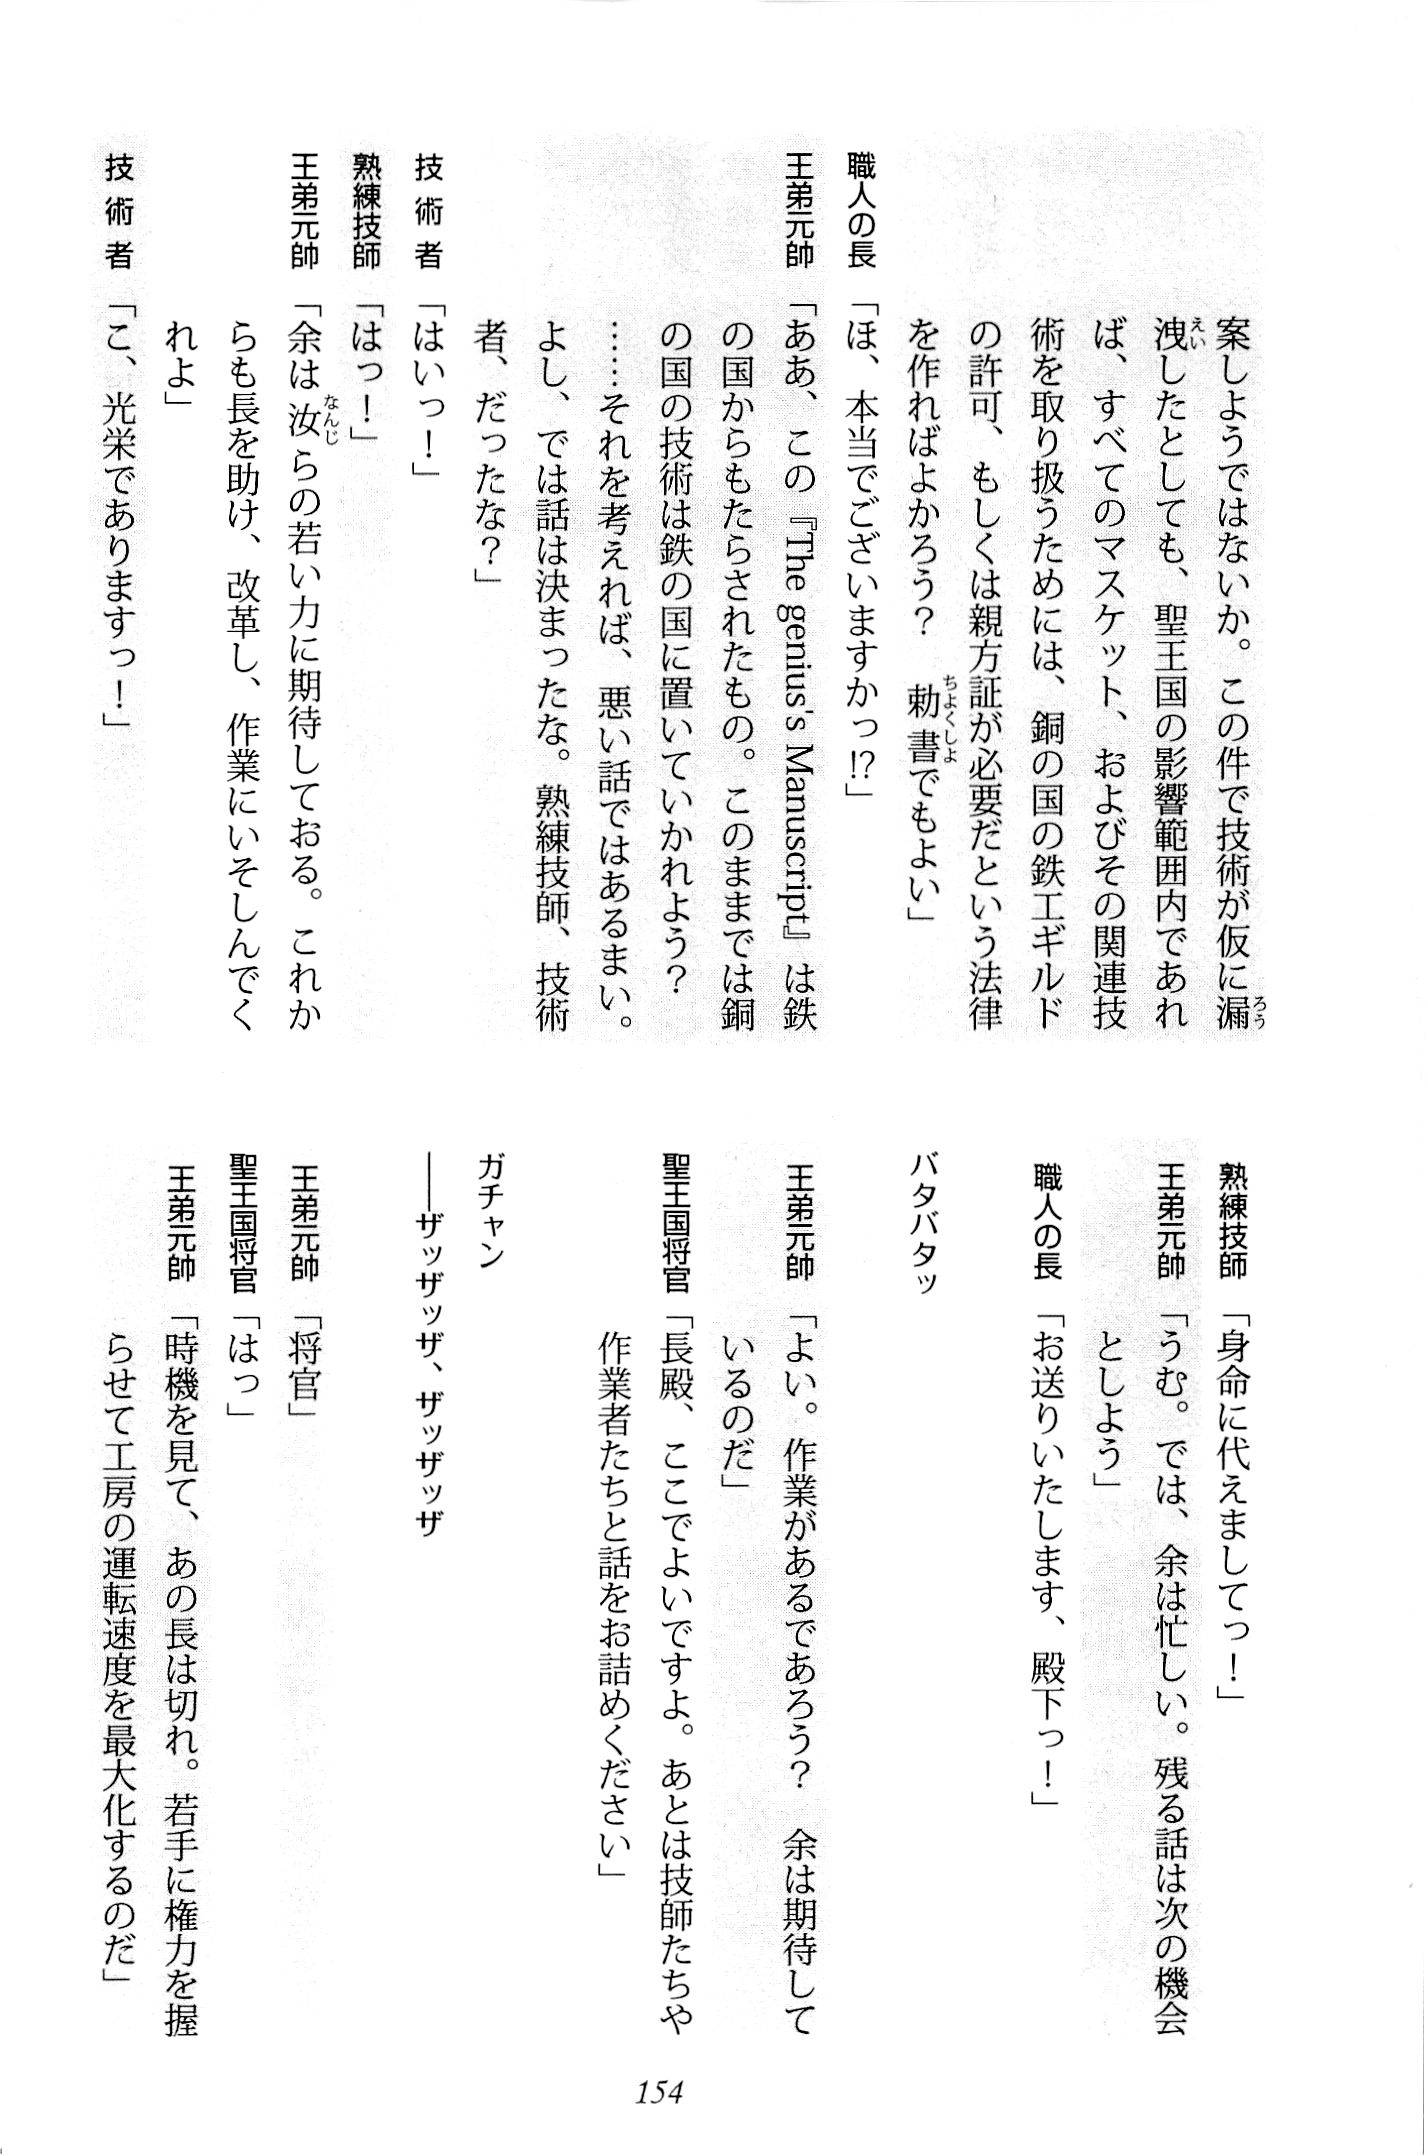 案しようではないか。この件で技術が仮に漏
洩したとしても、聖王国の影響範囲内であれ
ば、すべてのマスケット、およびその関連技
術を取り扱うためには、銅の国の鉄工ギルド
の許可、もしくは親方証が必要だという法律
を作ればよかろう？　勅書でもよい」
職人の長「ほ、本当でございますかっ!?」
王弟元帥「ああ、この『The genius's Manuscript』は鉄
の国からもたらされたもの。このままでは銅
の国の技術は鉄の国に置いていかれよう？
……それを考えれば、悪い話ではあるまい。
よし、では話は決まったな。熟練技師、技術
者、だったな？」
技術者「はいっ！」
熟練技師「はっ！」
王弟元帥「余は汝らの若い力に期待しておる。これか
らも長を助け、改革し、作業にいそしんでく
れよ」
技術者「こ、光栄でありますっ！」
熟練技師「身命に代えましてっ！」
王弟元帥「うむ。では、余は忙しい。残る話は次の機会
としよう」
職人の長「お送りいたします、殿下っ！」
バタバタッ
王弟元帥「よい。作業があるであろう？　余は期待して
いるのだ」
聖王国将官「長殿、ここでよいですよ。あとは技師たちや
作業者たちと話をお詰めください」
ガチャン
――ザッザッザ、ザッザッザ
王弟元帥「将官」
聖王国将官「はっ」
王弟元帥「時機を見て、あの長は切れ。若手に権力を握
らせて工房の運転速度を最大化するのだ」
154